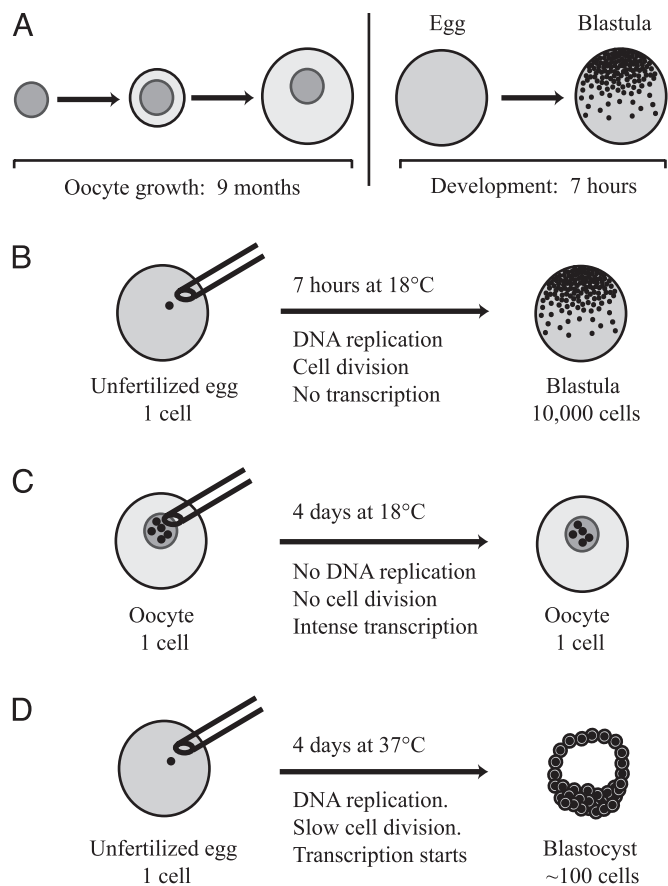 A
Egg
Blastula
Oocyte growth: 9 months
Development: 7 hours
B
7 hours at 18°C
DNA replication
Cell division
No transcription
Unfertilized egg
1 cell
Blastula
10,000 cells
C
4 days at 18°C
No DNA replication
No cell division
Intense transcription
Oocyte
1 cell
Oocyte
1 cell
D
4 days at 37°C
DNA replication.
Slow cell division.
Transcription starts
Unfertilized egg
1 cell
Blastocyst
~100 cells